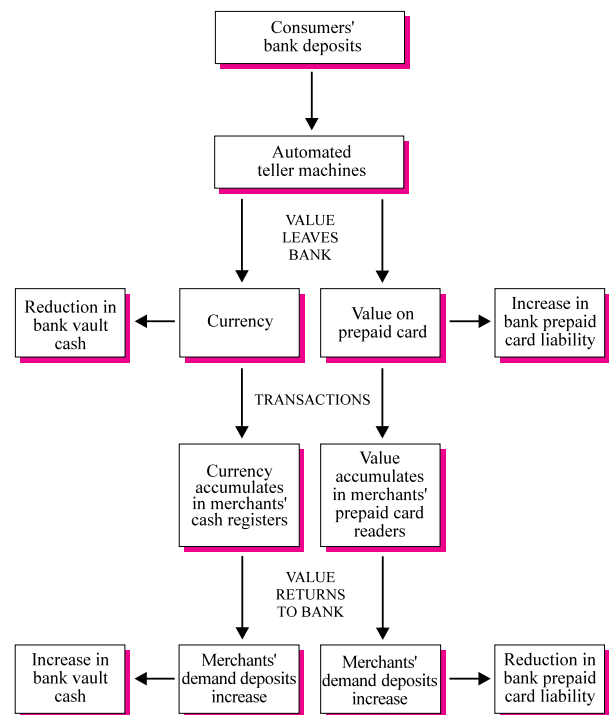 Consumers'
bank deposits
Automated
teller machines
VALUE
LEAVES
BANK
Reduction in
bank vault
cash
Currency
Value on
prepaid card
Increase in
bank prepaid
card liability
TRANSACTIONS
Currency
accumulates
in merchants'
cash registers
Value
accumulates
in merchants'
prepaid card
readers
VALUE
RETURNS
TO BANK
Increase in
bank vault
cash
Merchants'
demand deposits
increase
Merchants'
demand deposits
increase
Reduction in
bank prepaid
card liability